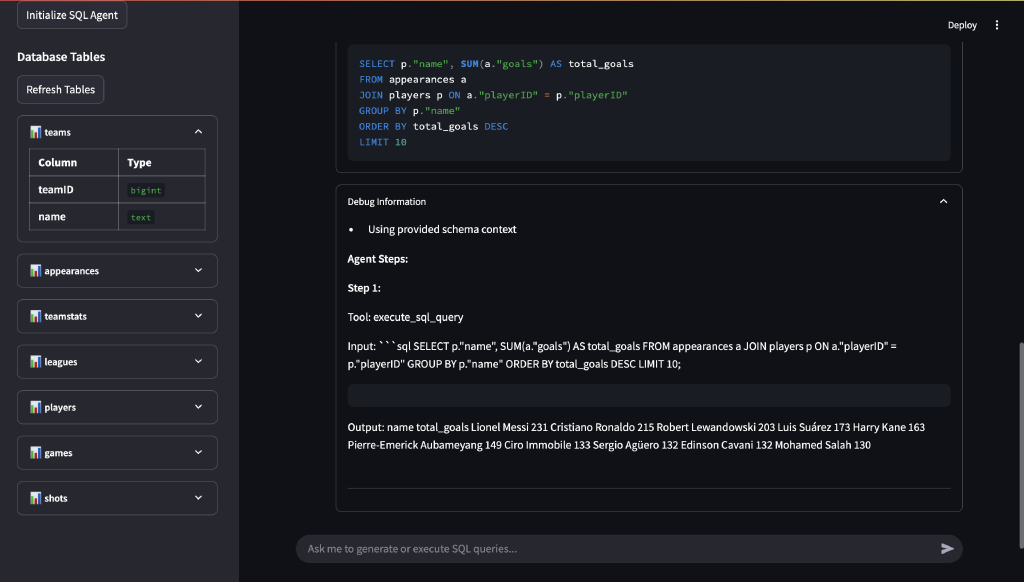 Initialize SQL Agent
Database Tables
Refresh Tables
teams
Column Type
teamID bigint
name text
appearances
teamstats
leagues
players
games
shots
Deploy
SELECT p."name", SUM(a."goals") AS total_goals
FROM appearances a
JOIN players p ON a."playerID" = p."playerID"
GROUP BY p."name"
ORDER BY total_goals DESC
LIMIT 10
Debug Information
• Using provided schema context
Agent Steps:
Step 1:
Tool: execute_sql_query
Input: ```sql SELECT p."name", SUM(a."goals") AS total_goals FROM appearances a JOIN players p ON a."playerID" =
p."playerID" GROUP BY p."name" ORDER BY total_goals DESC LIMIT 10;
Output: name total_goals Lionel Messi 231 Cristiano Ronaldo 215 Robert Lewandowski 203 Luis Suárez 173 Harry Kane 163
Pierre-Emerick Aubameyang 149 Ciro Immobile 133 Sergio Agüero 132 Edinson Cavani 132 Mohamed Salah 130
Ask me to generate or execute SQL queries...